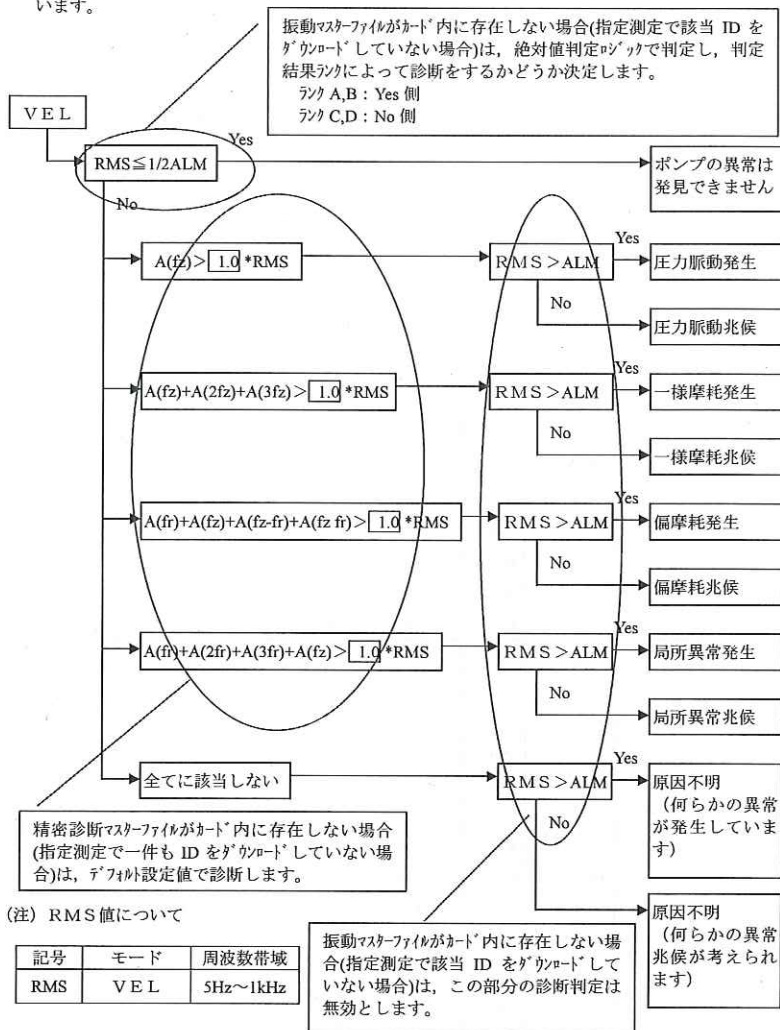 います。
振動マスターファイルがカード内に存在しない場合(指定測定で該当 ID を
ダウンロードしていない場合)は，絶対値判定ロジックで判定し，判定
結果ランクによって診断をするかどうか決定します。
ランク A,B：Yes 側
ランク C,D：No 側
ＶＥＬ
RMS≦1/2ALM
Yes
No
ポンプの異常は
発見できません
A(fz)＞ 1.0 *RMS
ＲＭＳ＞ALM
Yes
圧力脈動発生
No
圧力脈動兆候
A(fz)+A(2fz)+A(3fz)＞ 1.0 *RMS
ＲＭＳ＞ALM
Yes
一様摩耗発生
No
一様摩耗兆候
A(fr)+A(fz)+A(fz-fr)+A(fz fr)＞ 1.0 *RMS
ＲＭＳ＞ALM
Yes
偏摩耗発生
No
偏摩耗兆候
A(fr)+A(2fr)+A(3fr)+A(fz)＞ 1.0 *RMS
ＲＭＳ＞ALM
Yes
局所異常発生
No
局所異常兆候
全てに該当しない
ＲＭＳ＞ALM
Yes
原因不明
（何らかの異常
が発生していま
す）
No
原因不明
（何らかの異常
兆候が考えられ
ます）
精密診断マスターファイルがカード内に存在しない場合
(指定測定で一件も ID をダウンロードしていない場
合)は，デフォルト設定値で診断します。
(注) ＲＭＳ値について
記号 モード 周波数帯域
RMS ＶＥＬ 5Hz～1kHz
振動マスターファイルがカード内に存在しない場
合(指定測定で該当 ID をダウンロードして
いない場合)は，この部分の診断判定は
無効とします。